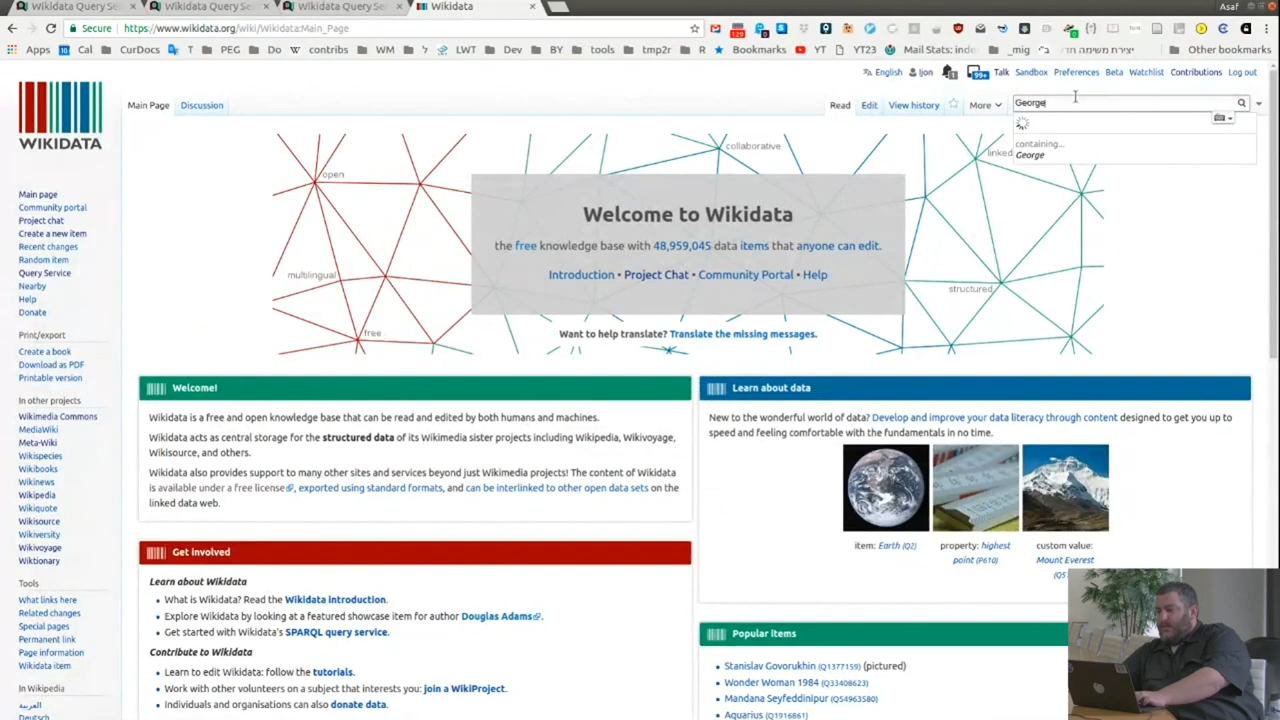 Wikidata Query Serv
Wikidata Query Serv
Wikidata Query Serv
Wikidata
Asaf
Secure
https://www.wikidata.org/wiki/Wikidata:Main_Page
129
Apps
Cal
CurDocs
T
PEG
Do
contribs
WM
LWT
Dev
BY
tools
tmp2r
R
Bookmarks
YT
YT23
Mail Stats: inde
_mig
Other bookmarks
English
Ijon
1
99+
Talk
Sandbox
Preferences
Beta
Watchlist
Contributions
Log out
Main Page
Discussion
Read
Edit
View history
More
George
containing...
George
WIKIDATA
Main page
Community portal
Project chat
Create a new item
Recent changes
Random item
Query Service
Nearby
Help
Donate
Print/export
Create a book
Download as PDF
Printable version
In other projects
Wikimedia Commons
MediaWiki
Meta-Wiki
Wikispecies
Wikibooks
Wikinews
Wikipedia
Wikiquote
Wikisource
Wikiversity
Wikivoyage
Wiktionary
Tools
What links here
Related changes
Special pages
Permanent link
Page information
Wikidata item
In Wikipedia
العربية
Deutsch
open
collaborative
linked
multilingual
structured
free
Welcome to Wikidata
the free knowledge base with 48,959,045 data items that anyone can edit.
Introduction • Project Chat • Community Portal • Help
Want to help translate? Translate the missing messages.
Welcome!
Wikidata is a free and open knowledge base that can be read and edited by both humans and machines.
Wikidata acts as central storage for the structured data of its Wikimedia sister projects including Wikipedia, Wikivoyage,
Wikisource, and others.
Wikidata also provides support to many other sites and services beyond just Wikimedia projects! The content of Wikidata
is available under a free license, exported using standard formats, and can be interlinked to other open data sets on the
linked data web.
Get involved
Learn about Wikidata
• What is Wikidata? Read the Wikidata introduction.
• Explore Wikidata by looking at a featured showcase item for author Douglas Adams.
• Get started with Wikidata's SPARQL query service.
Contribute to Wikidata
• Learn to edit Wikidata: follow the tutorials.
• Work with other volunteers on a subject that interests you: join a WikiProject.
• Individuals and organisations can also donate data.
Learn about data
New to the wonderful world of data? Develop and improve your data literacy through content designed to get you up to
speed and feeling comfortable with the fundamentals in no time.
item: Earth (Q2)
property: highest
point (P610)
custom value:
Mount Everest
Popular items
• Stanislav Govorukhin (Q1377159) (pictured)
• Wonder Woman 1984 (Q33408623)
• Mandana Seyfeddinipur (Q54963580)
• Aquarius (Q1916861)